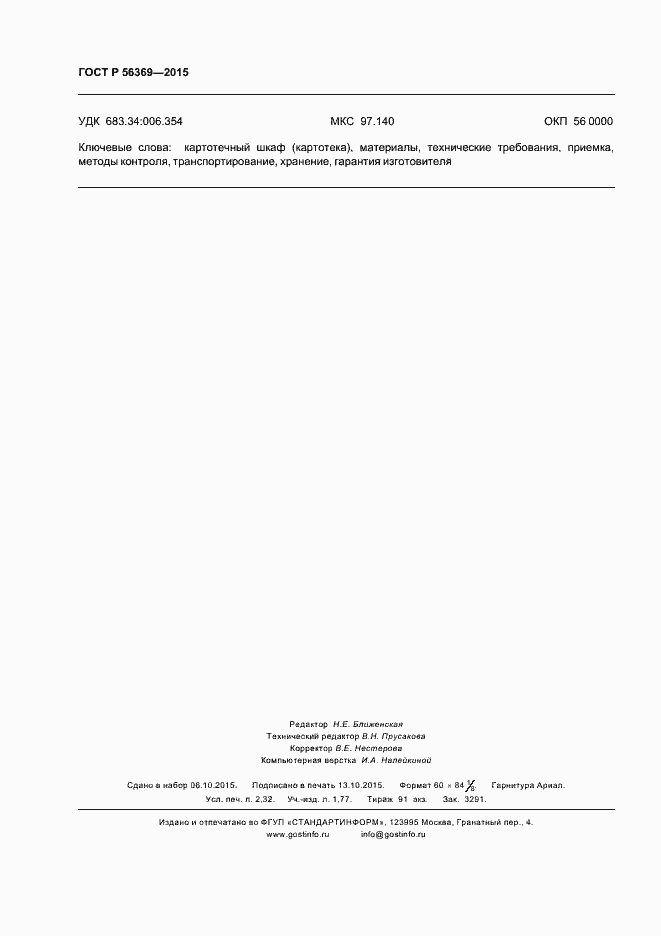 ГОСТ Р 56369—2015
УДК 683.34:006.354 МКС 97.140 ОКП 56 0000
Ключевые слова: картотечный шкаф (картотека), материалы, технические требования, приемка,
методы контроля, транспортирование, хранение, гарантия изготовителя
Редактор Н.Е. Ближенская
Технический редактор В.Н. Прусакова
Корректор В.Е. Нестерова
Компьютерная верстка И.А. Налейкиной
Сдано в набор 06.10.2015. Подписано в печать 13.10.2015. Формат 60 × 84 1/8. Гарнитура Ариал.
Усл. печ. л. 2,32. Уч.-изд. л. 1,77. Тираж 91 экз. Зак. 3291.
Издано и отпечатано во ФГУП «СТАНДАРТИНФОРМ», 123995 Москва, Гранатный пер., 4.
www.gostinfo.ru info@gostinfo.ru